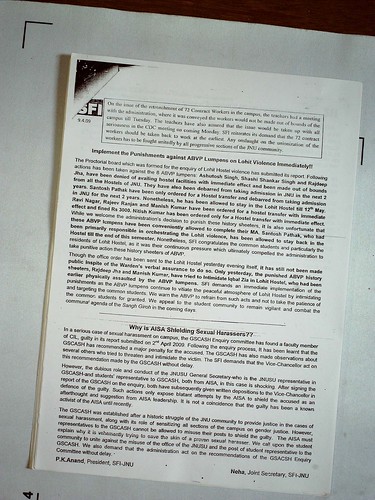 SFI
9.4.09
On the issue of the retrenchment of 72 Contract Workers in the campus, the teachers had a meeting
with the administration, where it was conveyed the workers would not be made out of bounds of the
campus till Tuesday. The teachers have also assured that the issue would be taken up with all
seriousness in the CDC meeting on coming Monday. SFI reiterates its demand that the 72 contract
workers should be taken back to work at the earliest. Any onslaught on the unionization of the
workers has to be fought unitedly by all progressive sections of the JNU community.
Implement the Punishments against ABVP Lumpens on Lohit Violence Immediately!!
The Proctorial board which was formed for the enquiry of Lohit Hostel violence has submitted its report. Following
actions has been taken against the 8 ABVP lumpens: Ashutosh Singh, Shashi Shankar Singh and Rajdeep
Jha, have been denied of availing hostel facilities with immediate effect and been made out of bounds
from all the Hostels of JNU. They have also been debarred from taking admission in JNU in the next 2
years. Santosh Pathak have been only ordered for a Hostel transfer and debarred from taking admission
in JNU for the next 2 years. Nonetheless, he has been allowed to stay in the Lohit Hostel till 12th May.
Ravi Nagar, Rajeev Ranjan and Manish Kumar have been ordered for a hostel transfer with immediate
effect and fined Rs 3000. Nitish Kumar has been ordered only for a Hostel transfer with immediate effect
While we welcome the administration's decision to punish these hostelry hooters, it is also unfortunate that
these ABVP lumpens have been conveniently allowed to complete their MA. Santosh Pathak, who had
been primarily responsible in orchestrating the Lohit violence, has been allowed to stay back in the
Hostel till the end of this semester. Nonetheless, SFI congratulates the common students and particularly the
residents of Lohit Hostel, as it was their continuous pressure which ultimately compelled the administration to
take punitive action these hooters-shelters of ABVP.
Though the office order has been sent to the Lohit Hostel yesterday evening itself, it has still not been made
public inspite of the Warden's verbal assurance to do so. Only yesterday, the punished ABVP history
sheeters, Rajdeep Jha and Manish Kumar, have tried to intimidate Iqbal Zia in Lohit Hostel, who had been
earlier physically assaulted by the ABVP lumpens. SFI demands an immediate implementation of the
punishments as the ABVP lumpens continue to vitiate the peaceful atmosphere of Lohit Hostel by intimidating
and targeting the common students. We warn the ABVP to refrain from such acts and not to take the patience of
the common students for granted. We appeal to the student community to remain vigilant and combat the
communal agenda of the Sangh Giroh in the coming days.
Why is AISA Shielding Sexual Harassers??
In a serious case of sexual harassment on campus, the GSCASH Enquiry committee has found a faculty member
of CIL, guilty in its report submitted on 2nd April 2009. Following the enquiry process, it has been learnt that the
GSCASH has recommended a major penalty for the accused. The GSCASH has also made observations about
several others who tried to threaten and intimidate the victim. The SFI demands that the Vice-Chancellor act on
this recommendation made by the GSCASH without delay.
However, the dubious role and conduct of the JNUSU General Secretary-who is the JNUSU representative in
GSCASH-and students' representative to GSCASH, both from AISA, in this case is shocking. After signing the
report of the GSCASH on the enquiry, both have subsequently given written depositions to the Vice-Chancellor in
defence of the guilty. Such actions only expose blatant attempts by the AISA to shield the accused is an
afterthought and suggestion from AISA leadership. It is not a coincidence that the guilty has been a known
activist of the AISA until recently.
The GSCASH was established after a historic struggle of the JNU community to provide justice in the cases of
sexual harassment, along with its role of sensitizing all sections of the campus on gender justice. However,
representatives to the GSCASH cannot be allowed to misuse their posts to shield the guilty. The AISA must
explain why it is vehemently trying to save the skin of a proven sexual harasser. We call upon the student
community to unite against the misuse of the office of the JNUSU and the post of student representative to the
GSCASH. We also demand that the administration act on the recommendations of the GSACSH Enquiry
Committee without delay.
P.K.Anand, President, SFI-JNU
Neha, Joint Secretary, SFI-JNU